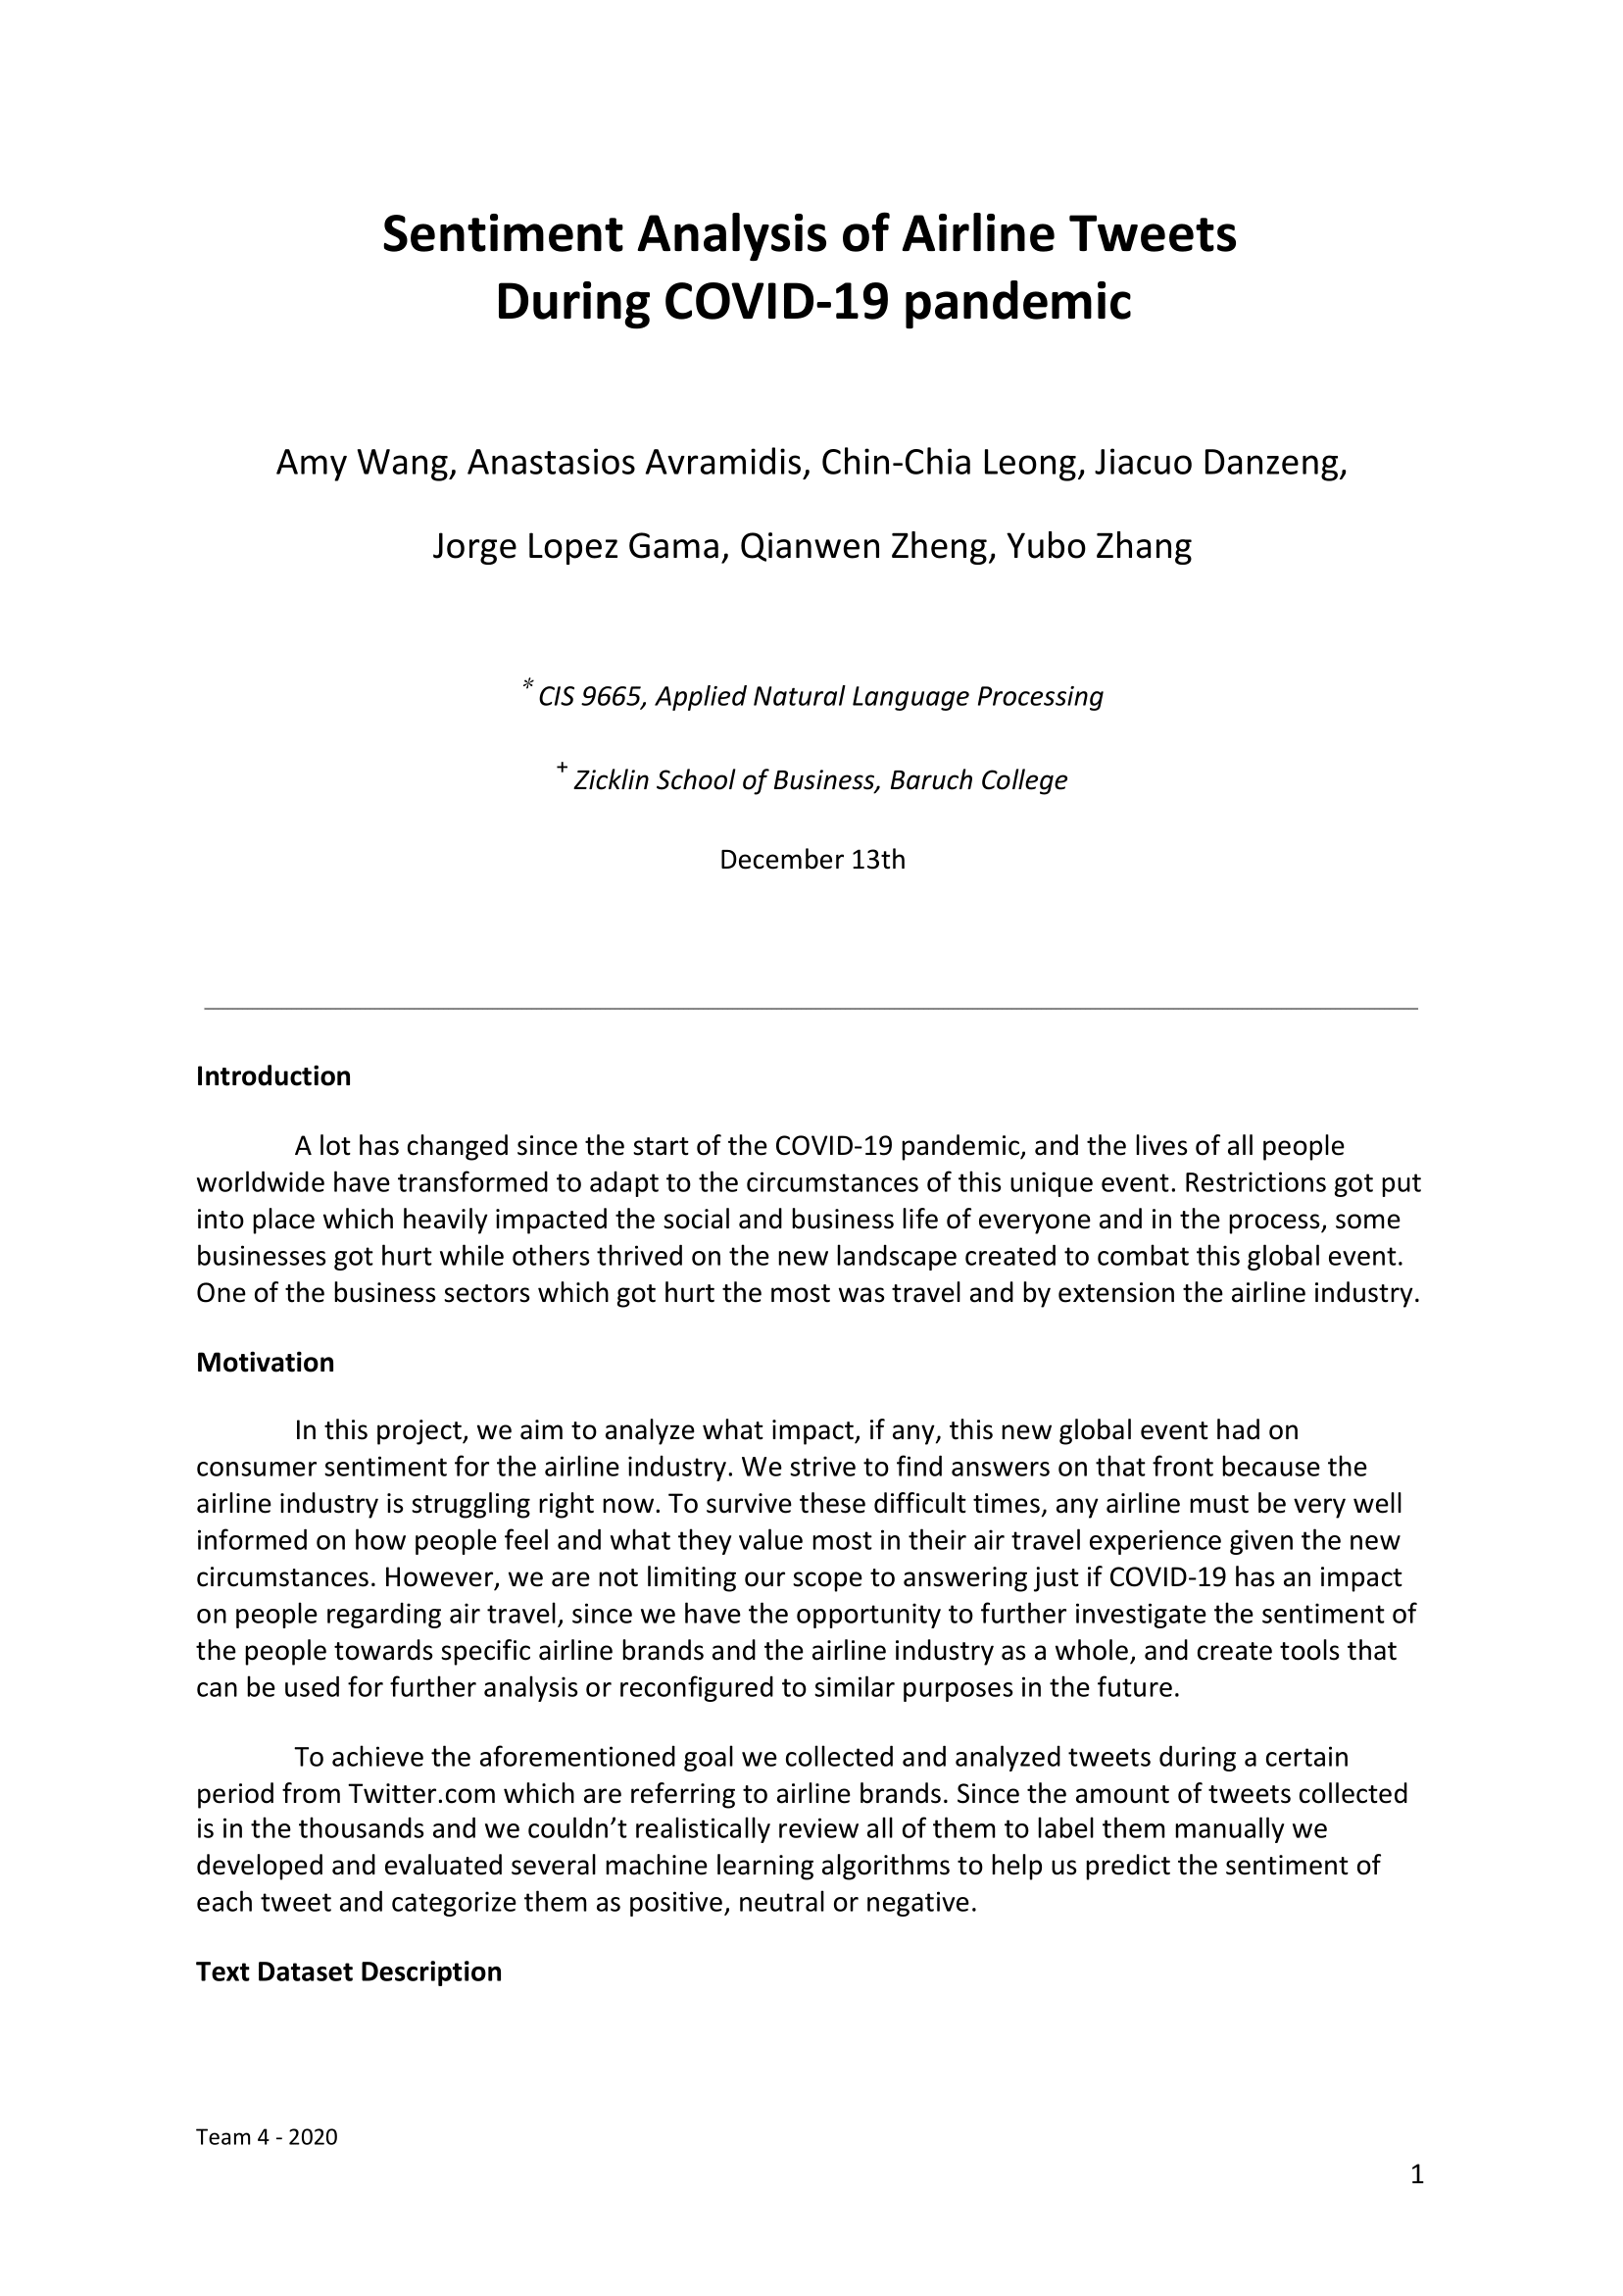 Sentiment Analysis of Airline Tweets
During COVID-19 pandemic
Amy Wang, Anastasios Avramidis, Chin-Chia Leong, Jiacuo Danzeng,
Jorge Lopez Gama, Qianwen Zheng, Yubo Zhang
* CIS 9665, Applied Natural Language Processing
+ Zicklin School of Business, Baruch College
December 13th
Introduction
A lot has changed since the start of the COVID-19 pandemic, and the lives of all people
worldwide have transformed to adapt to the circumstances of this unique event. Restrictions got put
into place which heavily impacted the social and business life of everyone and in the process, some
businesses got hurt while others thrived on the new landscape created to combat this global event.
One of the business sectors which got hurt the most was travel and by extension the airline industry.
Motivation
In this project, we aim to analyze what impact, if any, this new global event had on
consumer sentiment for the airline industry. We strive to find answers on that front because the
airline industry is struggling right now. To survive these difficult times, any airline must be very well
informed on how people feel and what they value most in their air travel experience given the new
circumstances. However, we are not limiting our scope to answering just if COVID-19 has an impact
on people regarding air travel, since we have the opportunity to further investigate the sentiment of
the people towards specific airline brands and the airline industry as a whole, and create tools that
can be used for further analysis or reconfigured to similar purposes in the future.
To achieve the aforementioned goal we collected and analyzed tweets during a certain
period from Twitter.com which are referring to airline brands. Since the amount of tweets collected
is in the thousands and we couldn’t realistically review all of them to label them manually we
developed and evaluated several machine learning algorithms to help us predict the sentiment of
each tweet and categorize them as positive, neutral or negative.
Text Dataset Description
Team 4 - 2020
1